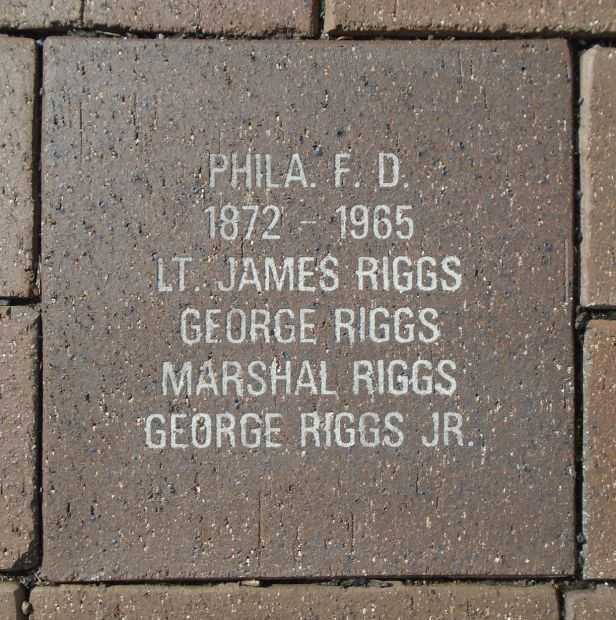 PHILA. F. D.
1872 - 1965
LT. JAMES RIGGS
GEORGE RIGGS
MARSHAL RIGGS
GEORGE RIGGS JR.